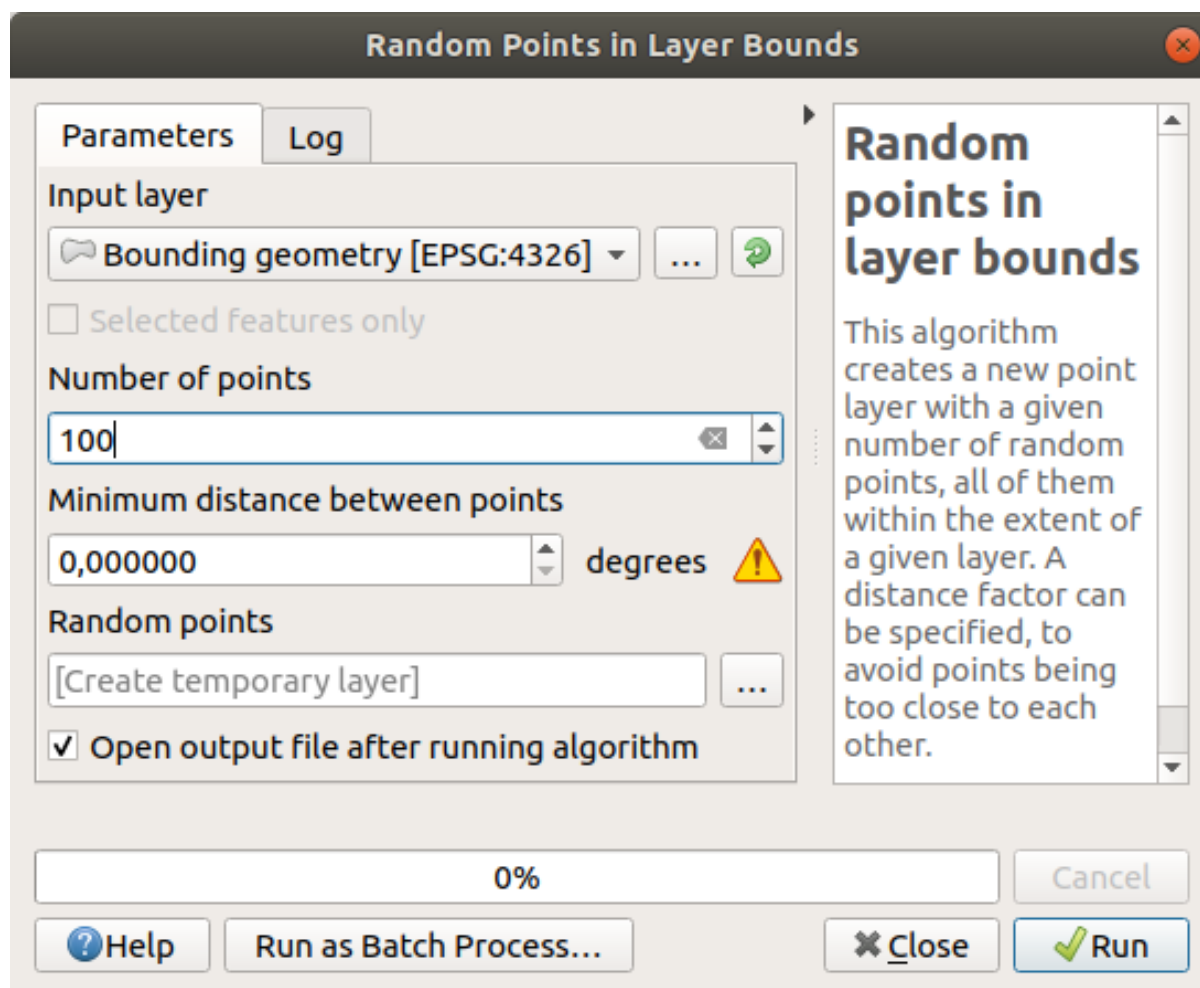 Random Points in Layer Bounds
Parameters
Log
Input layer
Bounding geometry [EPSG:4326]
...
Selected features only
Number of points
100
Minimum distance between points
0,000000
degrees
Random points
[Create temporary layer]
...
Open output file after running algorithm
Random
points in
layer bounds
This algorithm
creates a new point
layer with a given
number of random
points, all of them
within the extent of
a given layer. A
distance factor can
be specified, to
avoid points being
too close to each
other.
0%
Cancel
Help
Run as Batch Process...
Close
Run